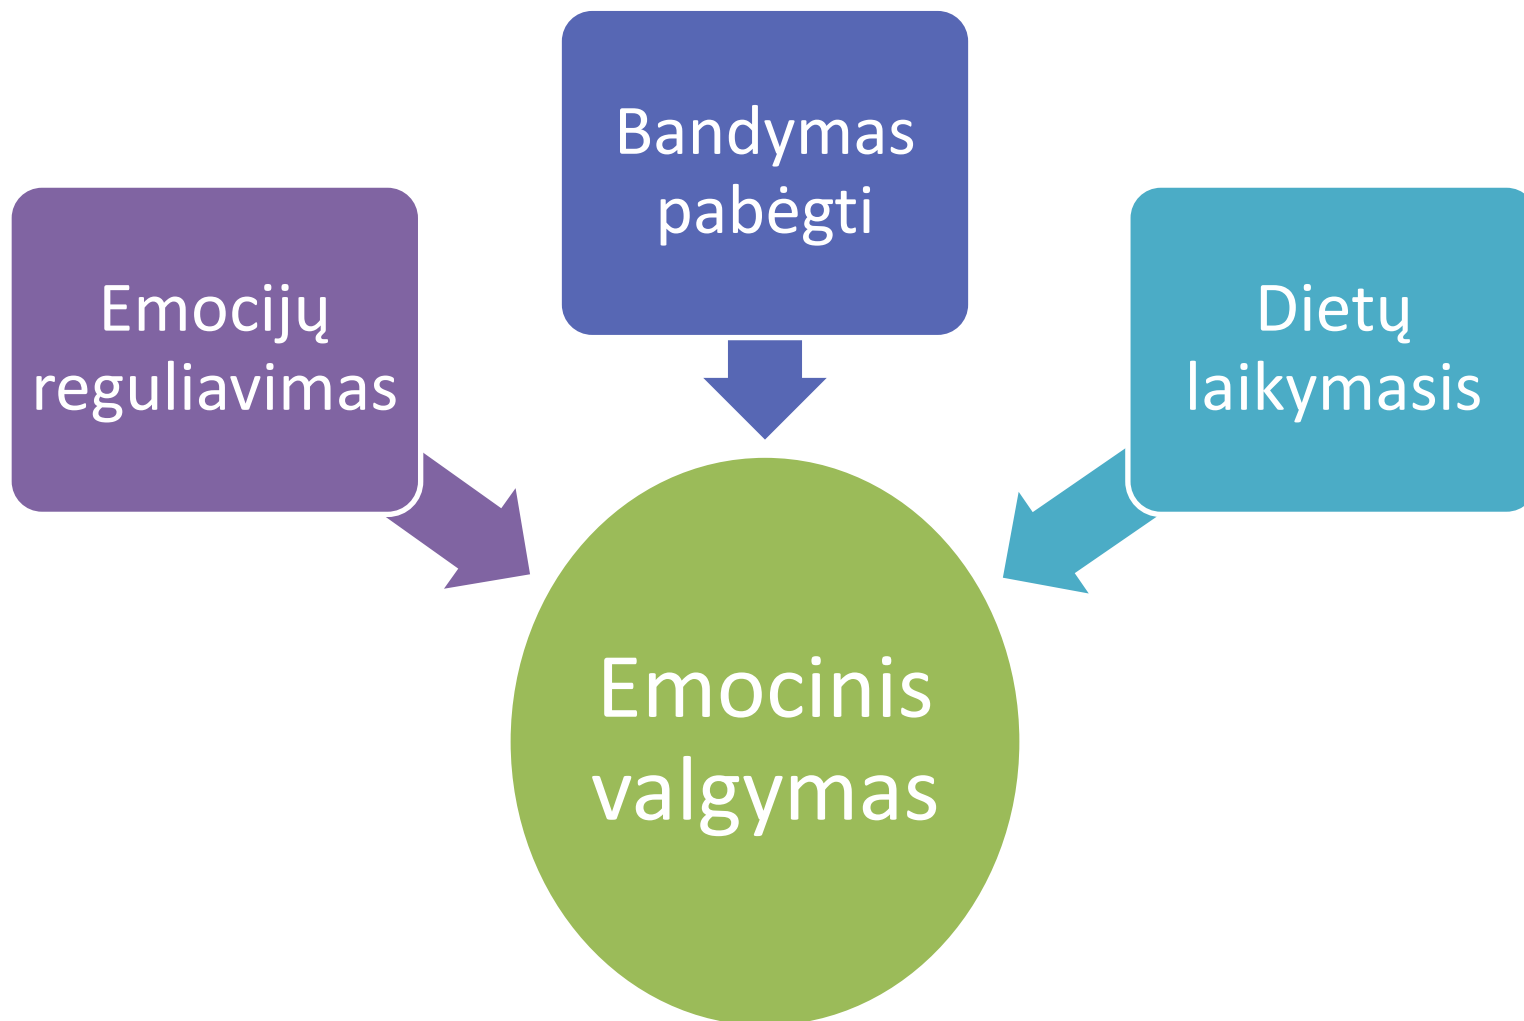 Bandymas
pabėgti
Emocijų
reguliavimas
Dietų
laikymasis
Emocinis
valgymas